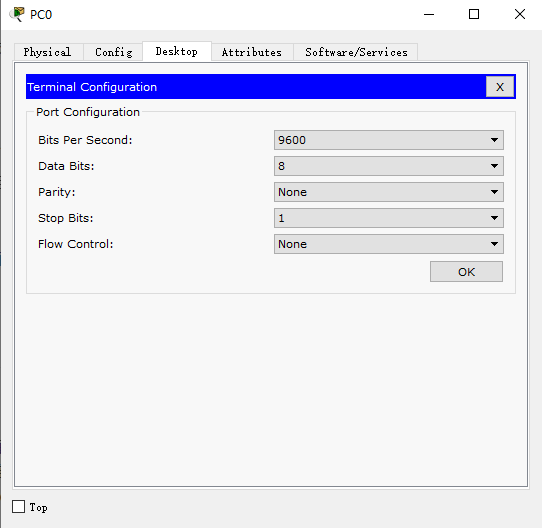 PC0
Physical Config Desktop Attributes Software/Services
Terminal Configuration X
Port Configuration
Bits Per Second: 9600
Data Bits: 8
Parity: None
Stop Bits: 1
Flow Control: None
OK
Top